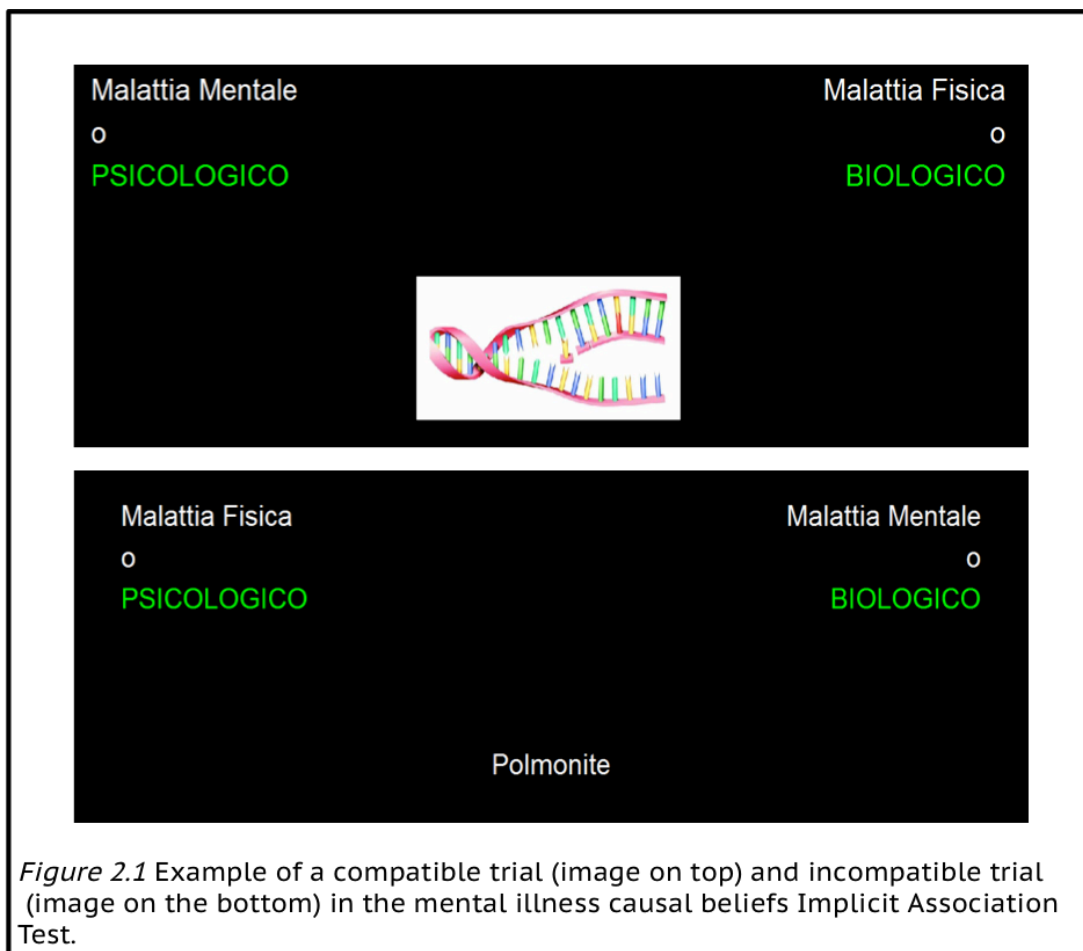 Malattia Mentale
o
PSICOLOGICO
Malattia Fisica
o
BIOLOGICO
Malattia Fisica
o
PSICOLOGICO
Malattia Mentale
o
BIOLOGICO
Polmonite
Figure 2.1 Example of a compatible trial (image on top) and incompatible trial
(image on the bottom) in the mental illness causal beliefs Implicit Association
Test.